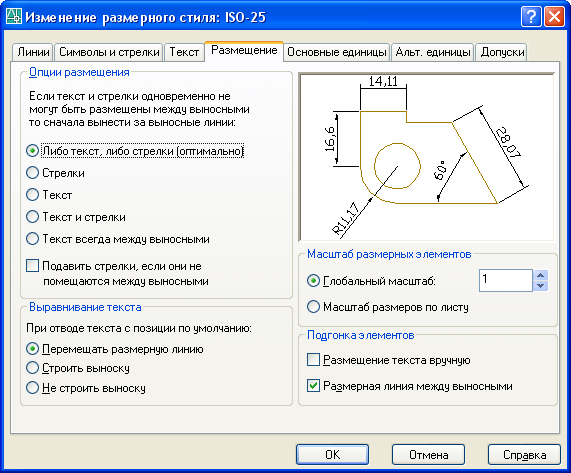 Изменение размерного стиля: ISO-25
Линии
Символы и стрелки
Текст
Размещение
Основные единицы
Альт. единицы
Допуски
Опции размещения
Если текст и стрелки одновременно не
могут быть размещены между выносными
то сначала вынести за выносные линии:
Либо текст, либо стрелки (оптимально)
Стрелки
Текст
Текст и стрелки
Текст всегда между выносными
Подавить стрелки, если они не
помещаются между выносными
Выравнивание текста
При отводе текста с позиции по умолчанию:
Перемещать размерную линию
Строить выноску
Не строить выноску
14,11
16,6
28,07
60°
R11,17
Масштаб размерных элементов
Глобальный масштаб:
1
Масштаб размеров по листу
Подгонка элементов
Размещение текста вручную
Размерная линия между выносными
OK
Отмена
Справка